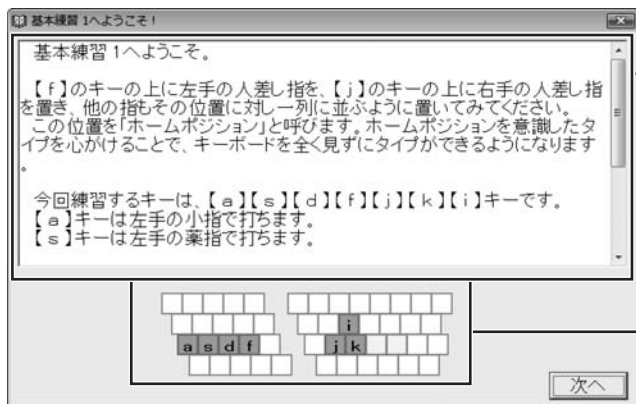 基本練習 1へようこそ!
基本練習 1へようこそ。
【f】のキーの上に左手の人差し指を、【j】のキーの上に右手の人差し指
を置き、他の指もその位置に対し一列に並ぶように置いてみてください。
この位置を「ホームポジション」と呼びます。ホームポジションを意識したタ
イプを心がけることで、キーボードを全く見ずにタイプができるようになります
。
今回練習するキーは、【a】【s】【d】【f】【j】【k】【i】キーです。
【a】キーは左手の小指で打ちます。
【s】キーは左手の薬指で打ちます。
i
a s d f j k
次へ